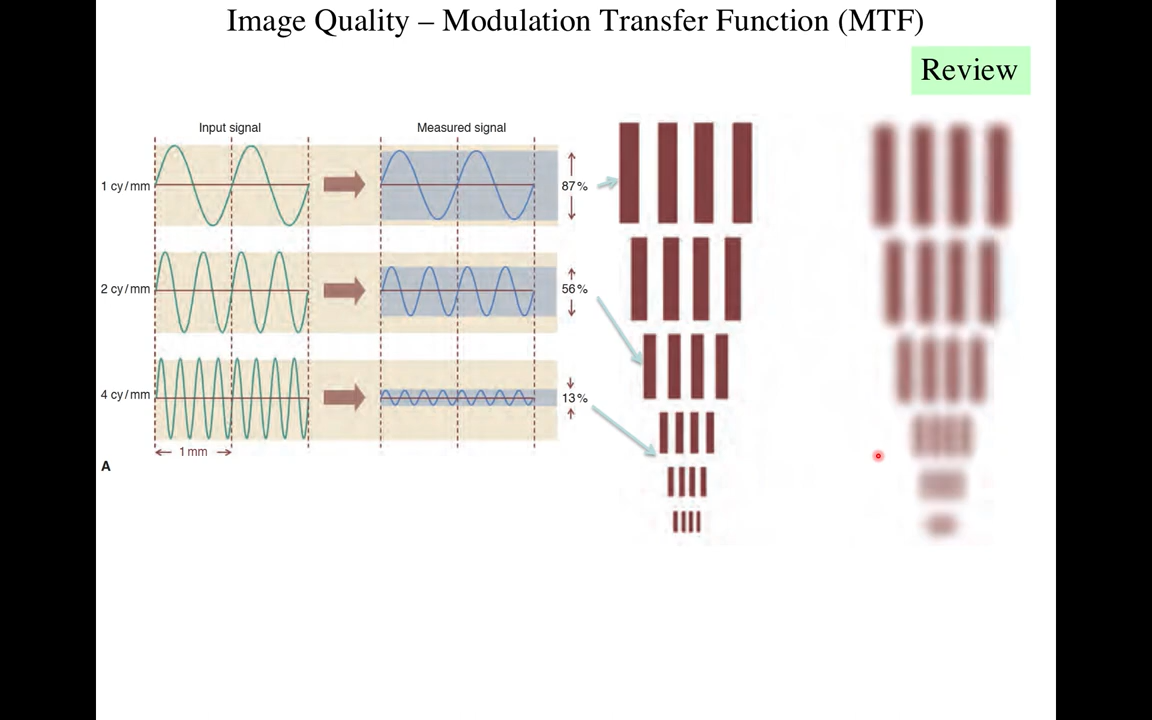 Image Quality – Modulation Transfer Function (MTF)
Review
Input signal
Measured signal
1 cy/mm
87%
2 cy/mm
56%
4 cy/mm
13%
1 mm
A